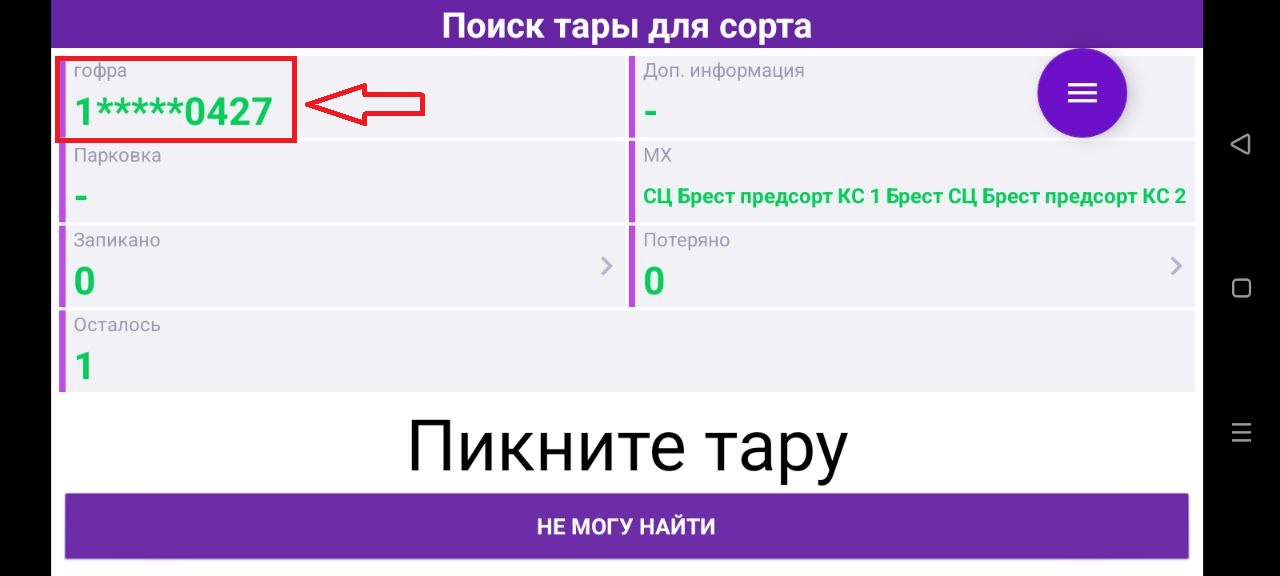 Поиск тары для сорта
гофра
1*****0427
Доп. информация
-
Парковка
-
МХ
СЦ Брест предсорт КС 1 Брест СЦ Брест предсорт КС 2
Запикано
0
Потеряно
0
Осталось
1
Пикните тару
НЕ МОГУ НАЙТИ